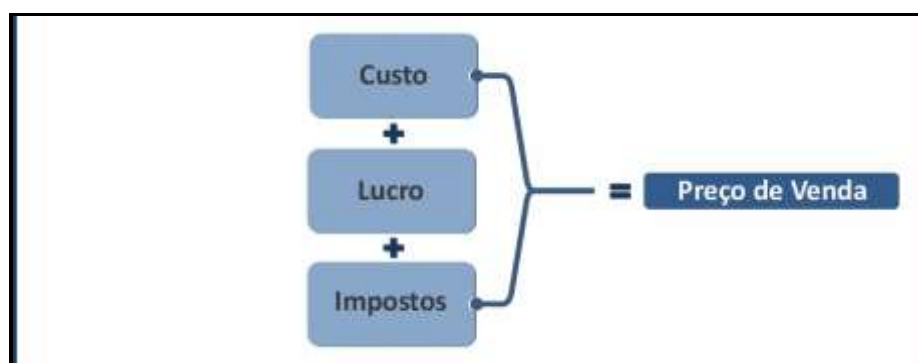 Custo
+
Lucro
+
Impostos
= Preço de Venda